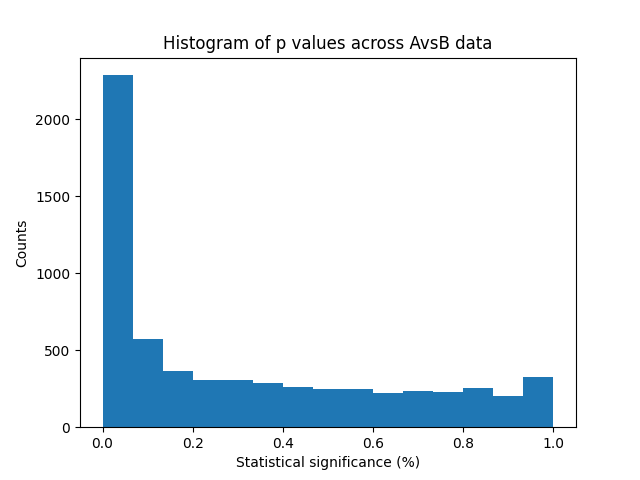 Histogram of p values across AvsB data
2000
1500
1000
500
0
Counts
0.0 0.2 0.4 0.6 0.8 1.0
Statistical significance (%)